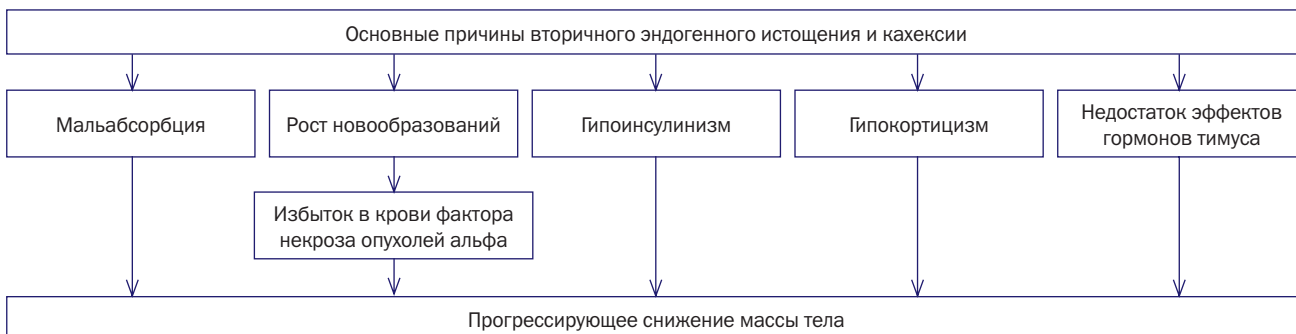 Основные причины вторичного эндогенного истощения и кахексии
Мальабсорбция
Рост новообразований
Гипоинсулинизм
Гипокортицизм
Недостаток эффектов
гормонов тимуса
Избыток в крови фактора
некроза опухолей альфа
Прогрессирующее снижение массы тела